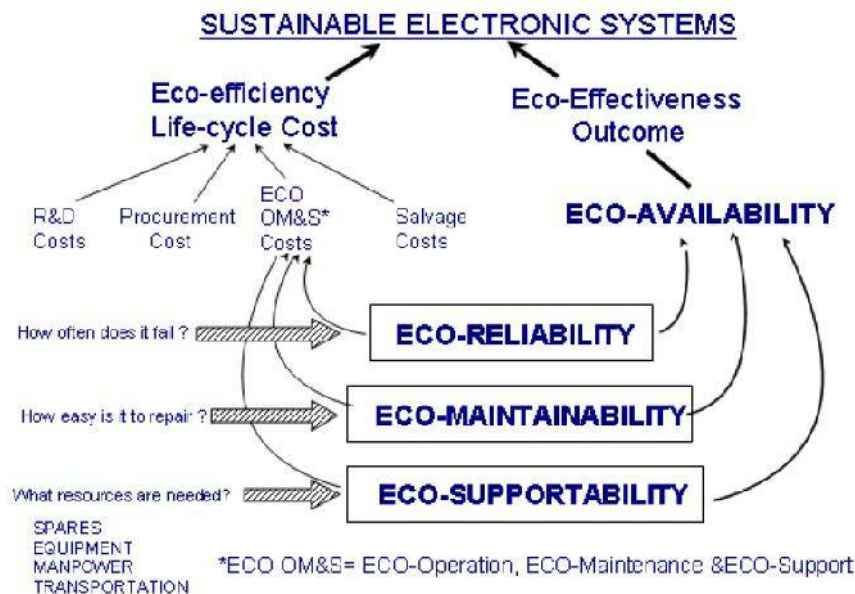 SUSTAINABLE ELECTRONIC SYSTEMS
Eco-efficiency
Life-cycle Cost
Eco-Effectiveness
Outcome
R&D
Costs
Procurement
Cost
ECO
OM&S*
Costs
Salvage
Costs
ECO-AVAILABILITY
How often does it fail ?
ECO-RELIABILITY
How easy is it to repair ?
ECO-MAINTAINABILITY
What resources are needed?
ECO-SUPPORTABILITY
SPARES
EQUIPMENT
MANPOWER
TRANSPORTATION
*ECO OM&S= ECO-Operation, ECO-Maintenance &ECO-Support